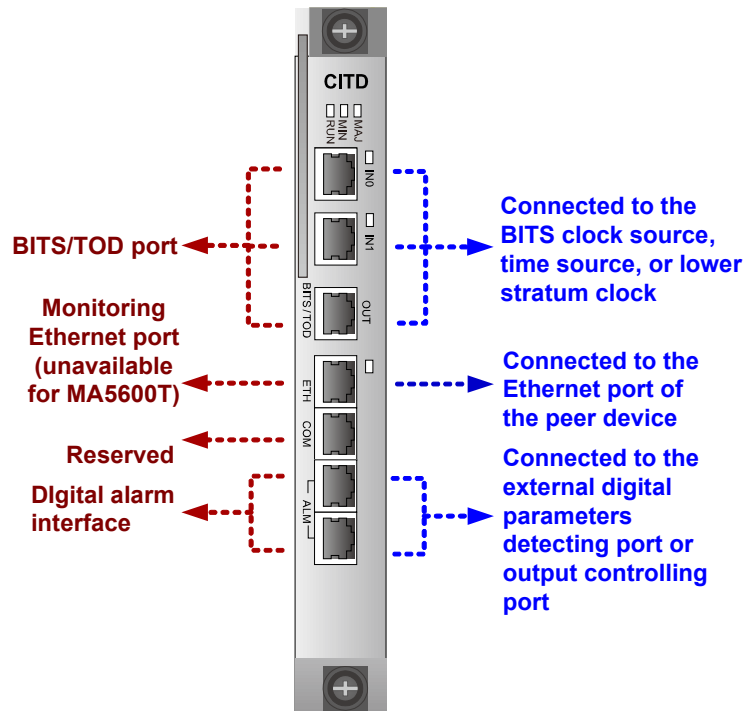 CITD
RUN
MIN
MAJ
IN0
IN1
BITS/TOD
OUT
ETH
COM
ALM
BITS/TOD port
Monitoring
Ethernet port
(unavailable
for MA5600T)
Reserved
DIgital alarm
interface
Connected to the
BITS clock source,
time source, or lower
stratum clock
Connected to the
Ethernet port of
the peer device
Connected to the
external digital
parameters
detecting port or
output controlling
port